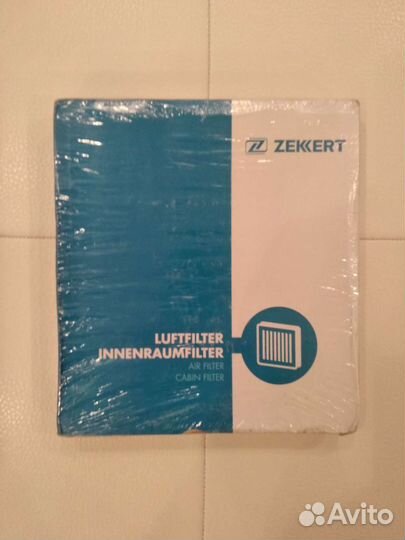 ZEKKERT
LUFTFILTER
INNENRAUMFILTER
AIR FILTER
CABIN FILTER
Avito